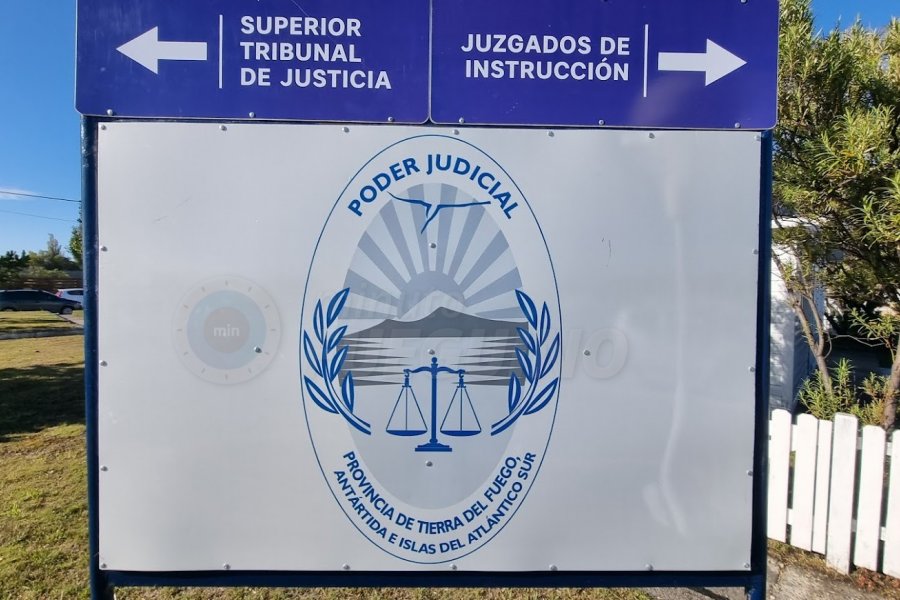 SUPERIOR
TRIBUNAL
DE JUSTICIA
JUZGADOS DE
INSTRUCCIÓN
PODER JUDICIAL
min
PROVINCIA DE TIERRA DEL FUEGO,
ANTÁRTIDA E ISLAS DEL ATLÁNTICO SUR